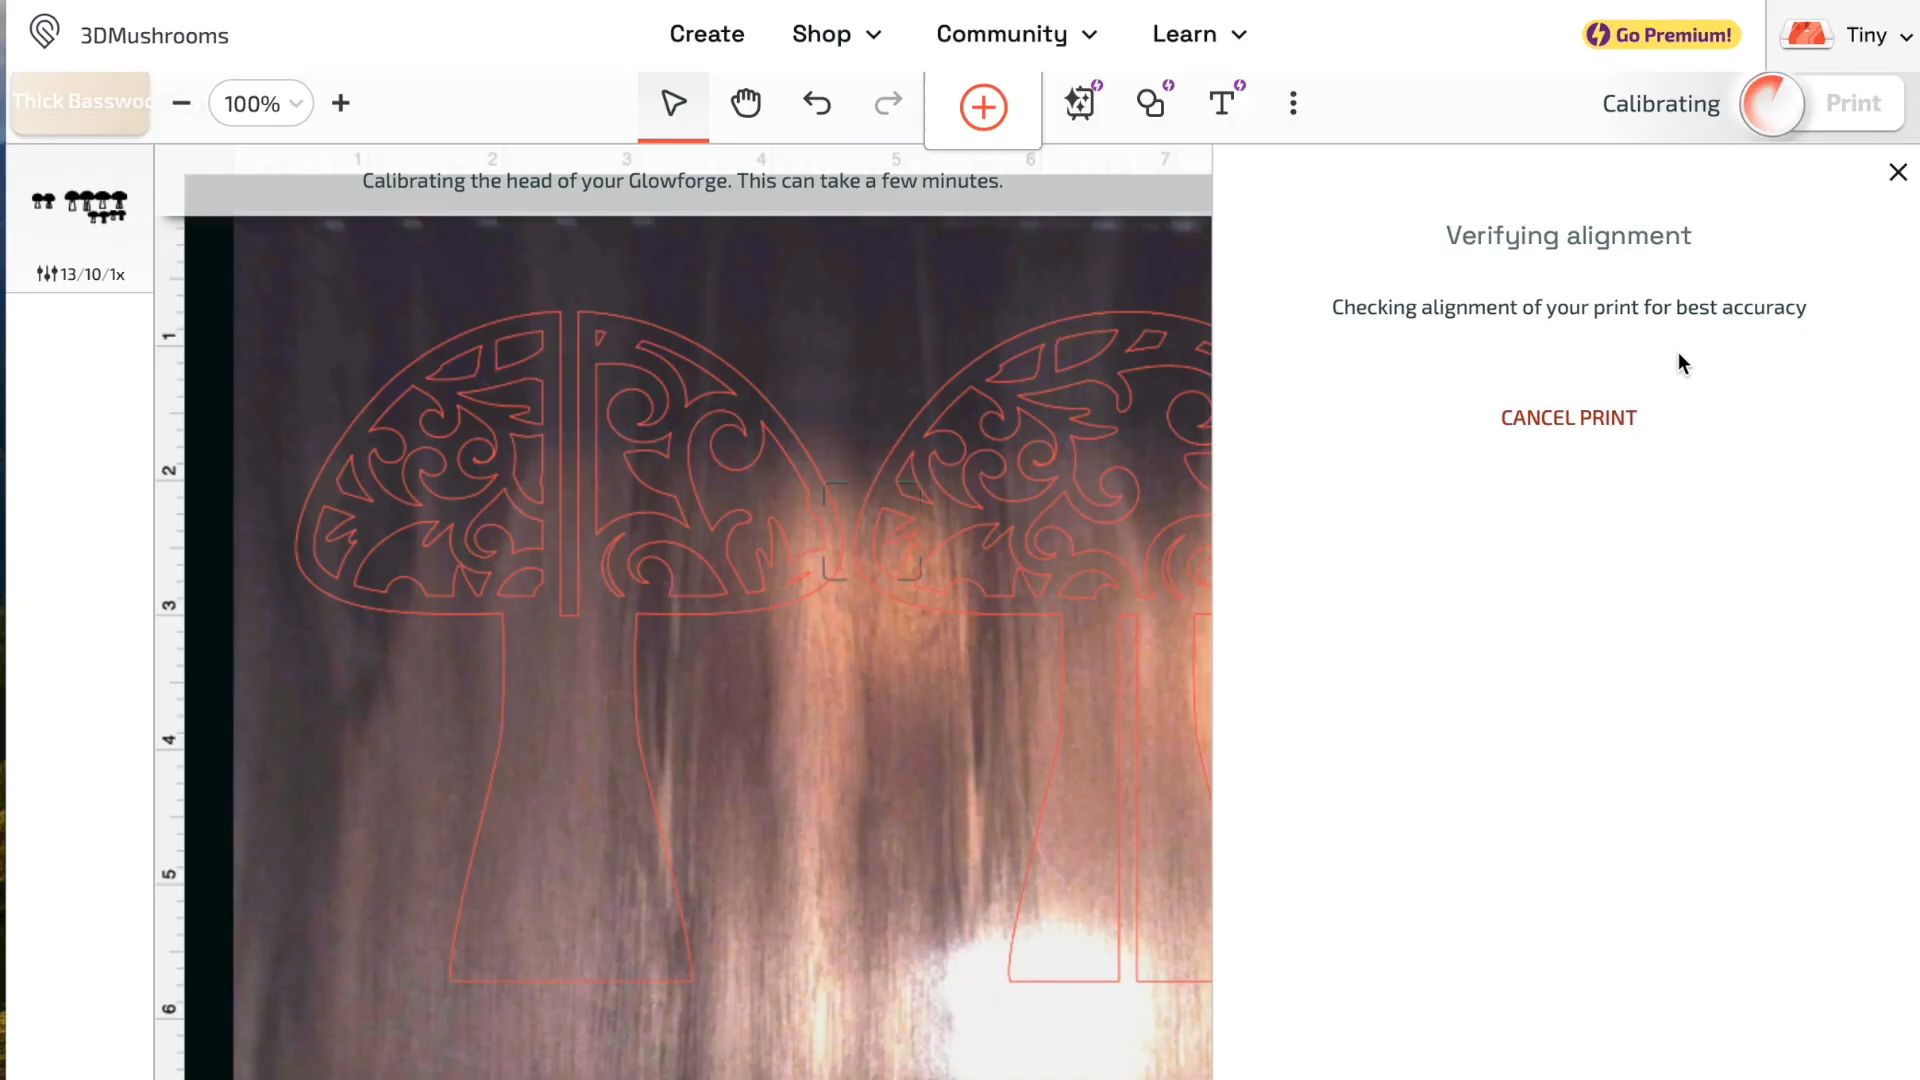 3DMushrooms
Create
Shop
Community
Learn
Go Premium!
Tiny
Thick Basswoo
100%
Calibrating
Print
1 2 3 4 5 6 7
Calibrating the head of your Glowforge. This can take a few minutes.
13/10/1x
1
2
3
4
5
6
Verifying alignment
Checking alignment of your print for best accuracy
CANCEL PRINT